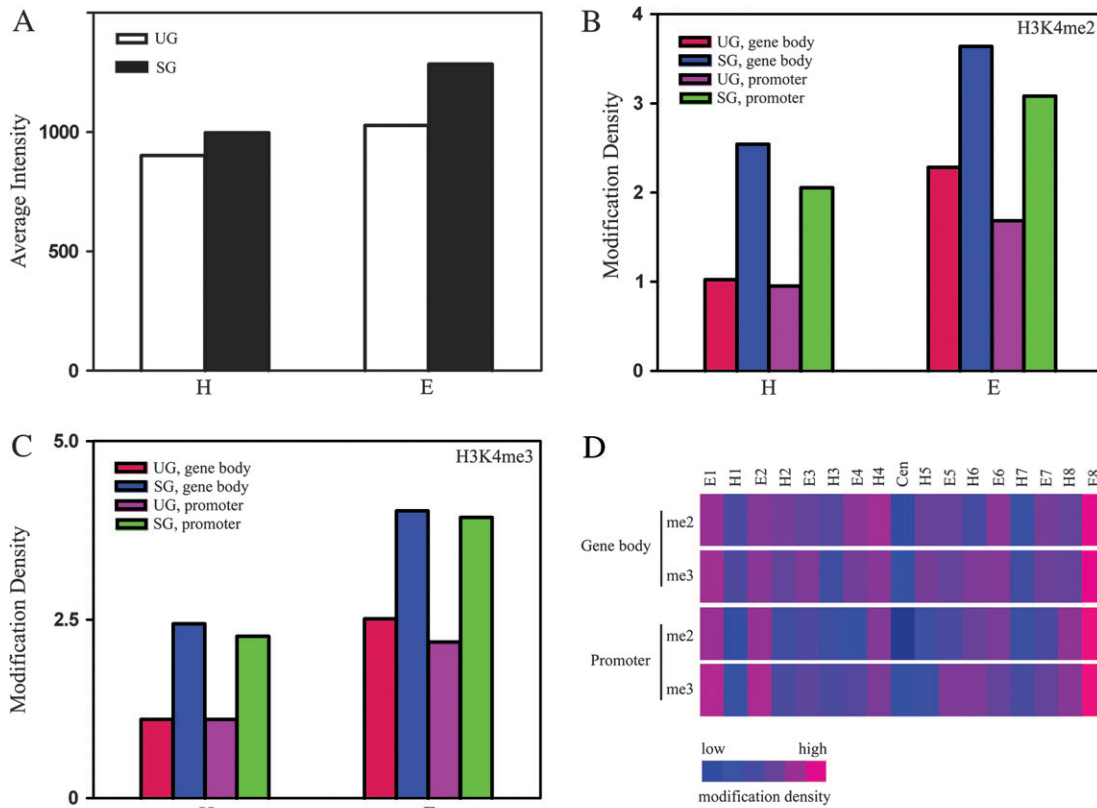 A
UG
SG
1000
500
0
Average Intensity
H E
B
H3K4me2
UG, gene body
SG, gene body
UG, promoter
SG, promoter
4
3
2
1
0
Modification Density
H E
C
H3K4me3
UG, gene body
SG, gene body
UG, promoter
SG, promoter
5.0
2.5
0
Modification Density
D
E1 H1 E2 H2 E3 H3 E4 H4 Cen H5 E5 H6 E6 H7 E7 H8 E8
Gene body
me2
me3
Promoter
me2
me3
low high
modification density